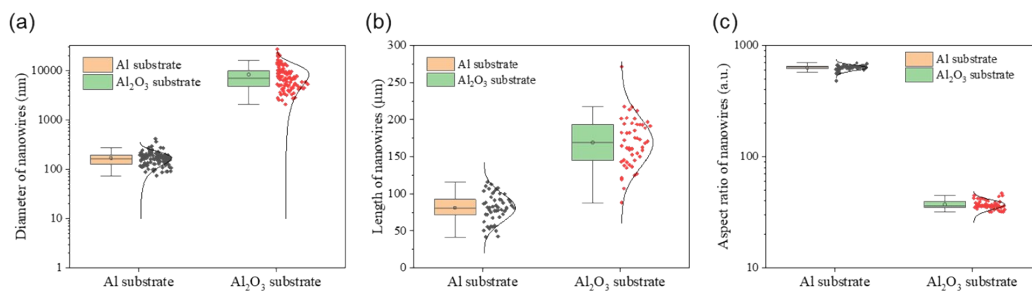 (a)
Diameter of nanowires (nm)
10000
1000
100
10
1
Al substrate
Al₂O₃ substrate
Al substrate
Al₂O₃ substrate
(b)
Length of nanowires (μm)
300
250
200
150
100
50
0
Al substrate
Al₂O₃ substrate
Al substrate
Al₂O₃ substrate
(c)
Aspect ratio of nanowires (a.u.)
1000
100
10
Al substrate
Al₂O₃ substrate
Al substrate
Al₂O₃ substrate